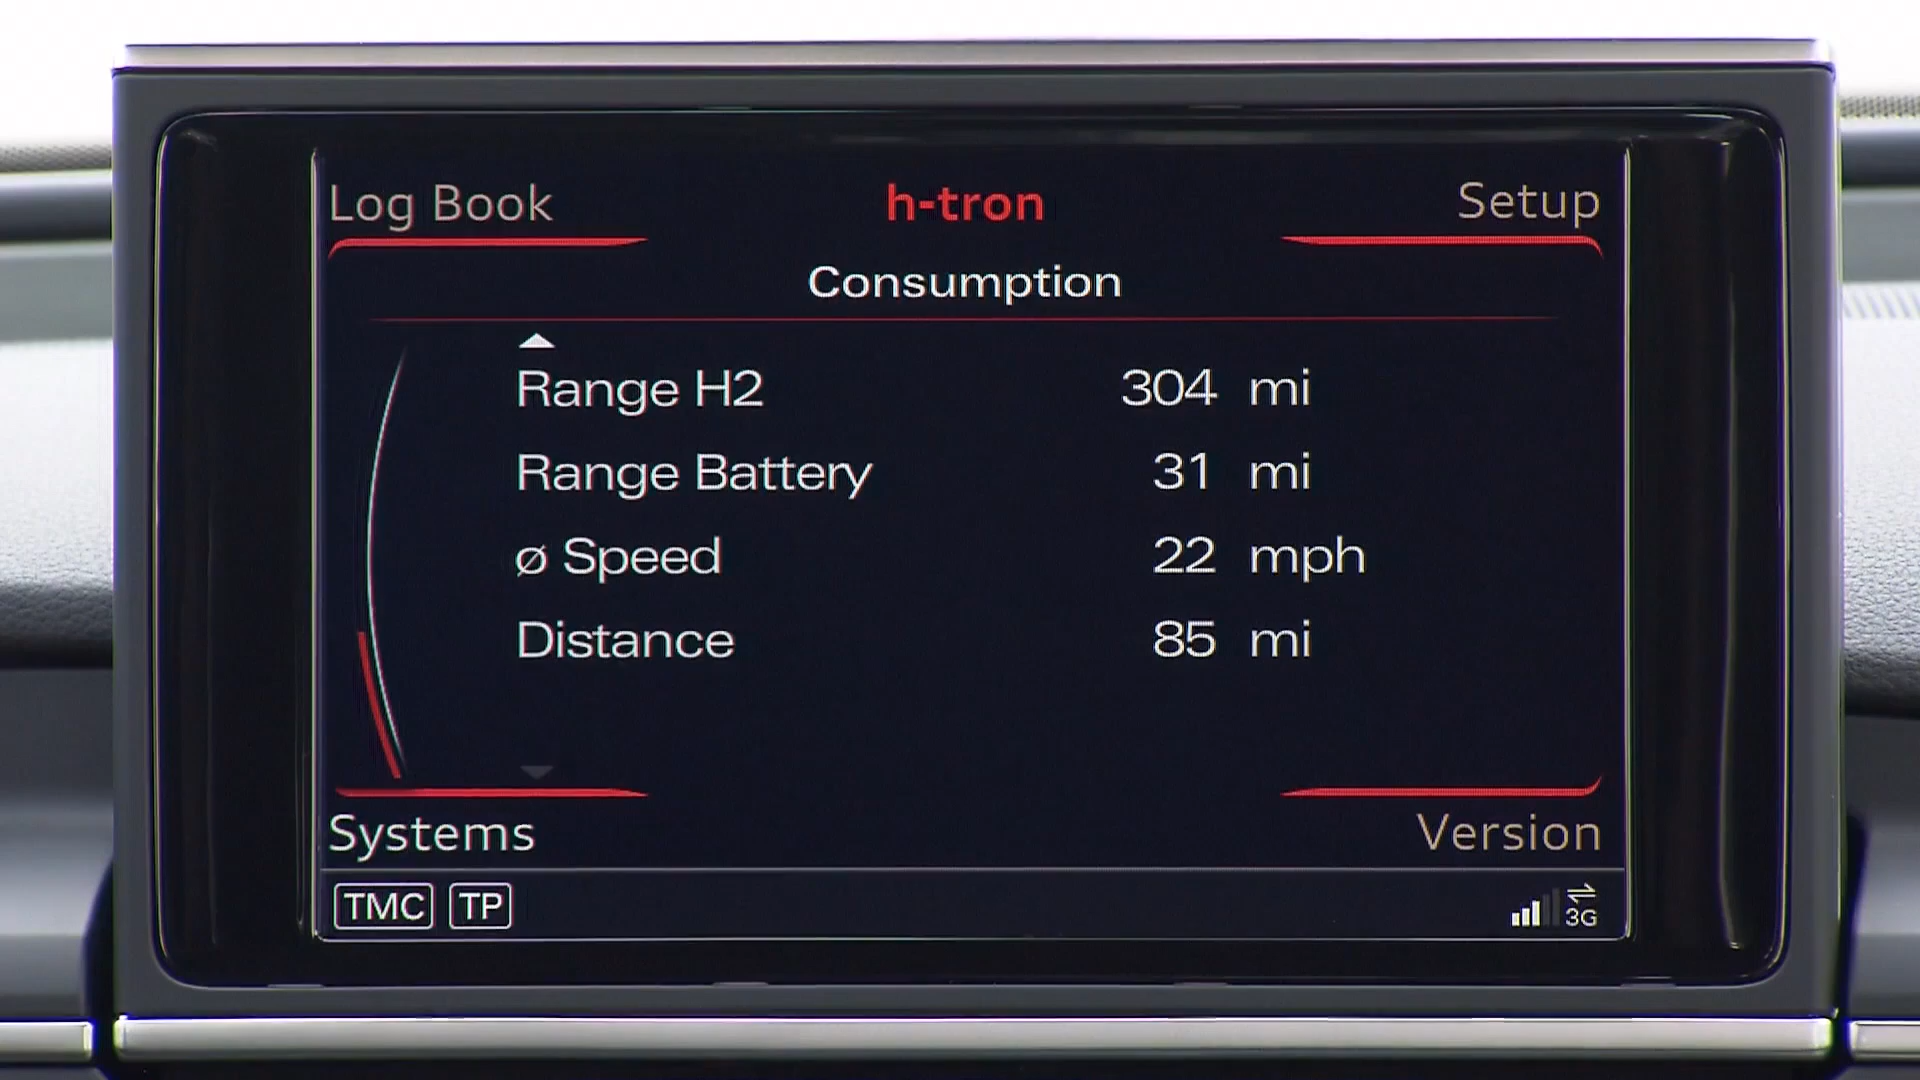 Log Book h-tron Setup
Consumption
Range H2 304 mi
Range Battery 31 mi
ø Speed 22 mph
Distance 85 mi
Systems Version
TMC TP 3G